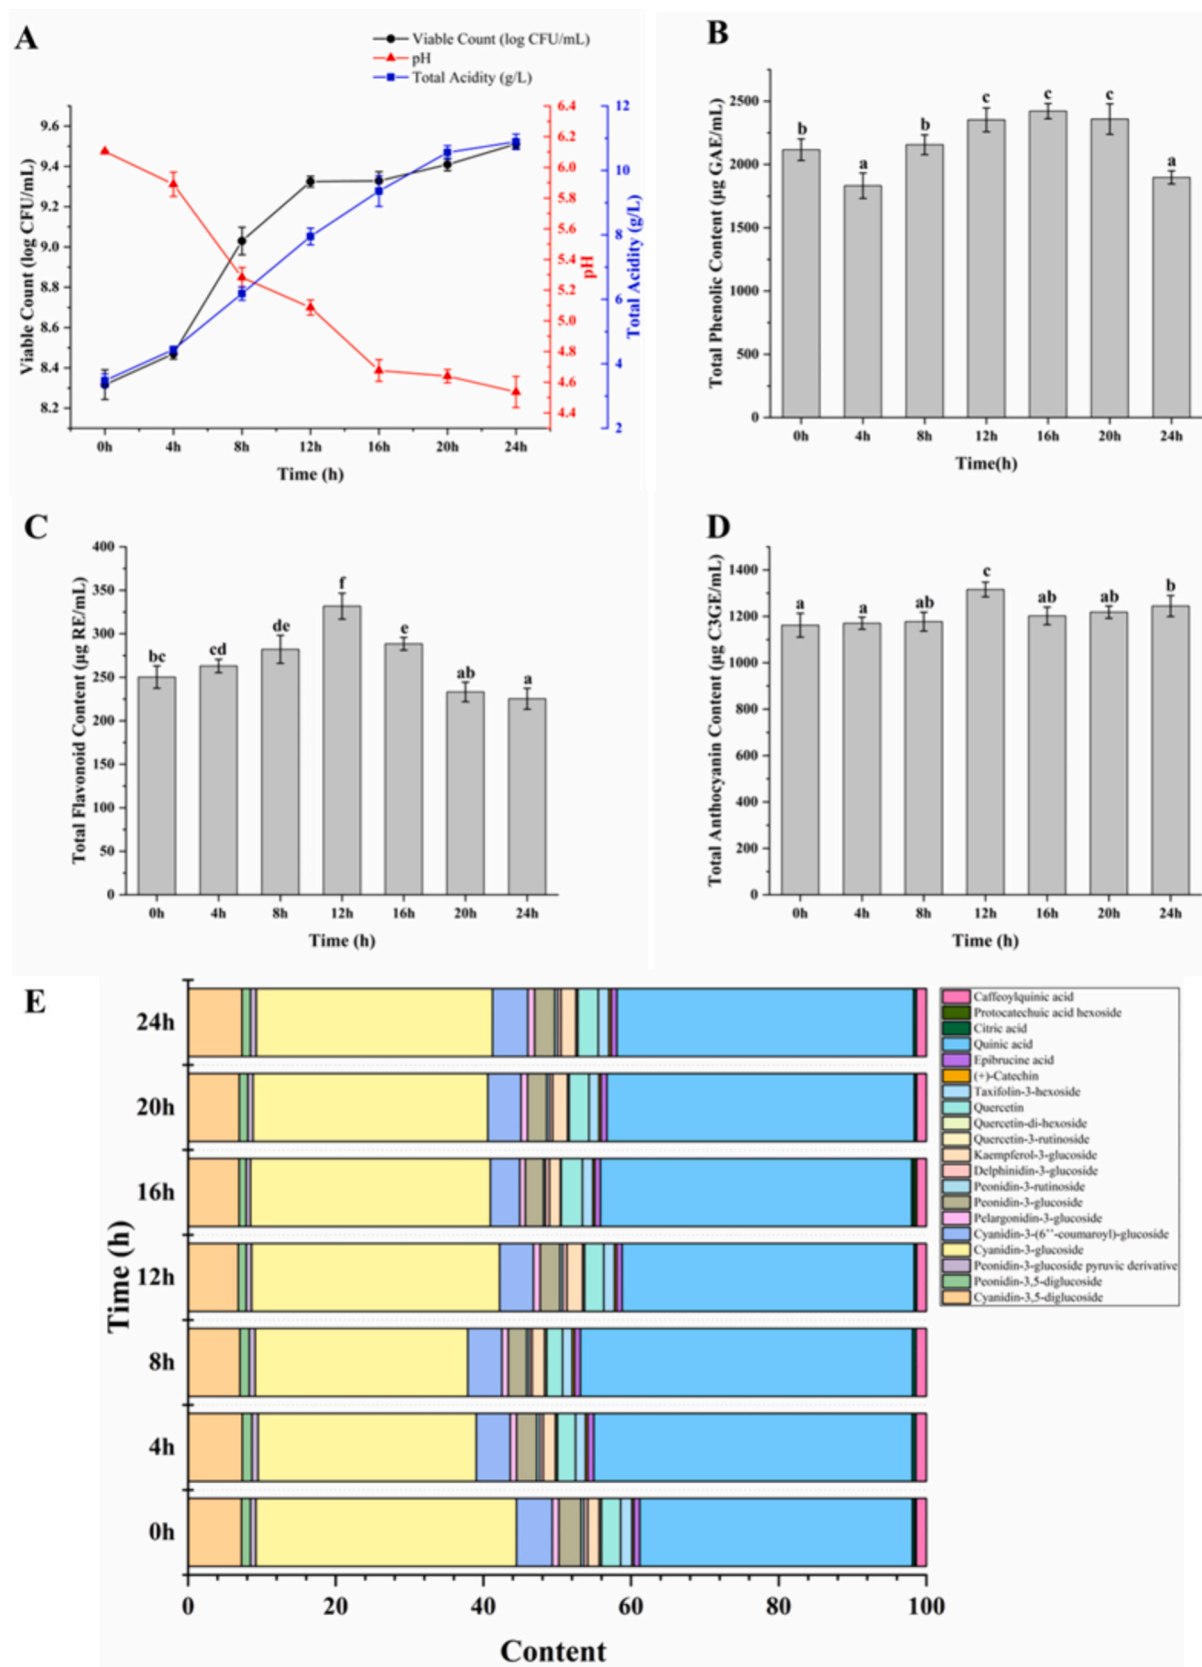 A
Viable Count (log CFU/mL)
pH
Total Acidity (g/L)
Viable Count (log CFU/mL)
9.6
9.4
9.2
9.0
8.8
8.6
8.4
8.2
0h 4h 8h 12h 16h 20h 24h
Time (h)
6.4
6.2
6.0
5.8
5.6
5.4
5.2
5.0
4.8
4.6
4.4
pH
12
10
8
6
4
2
Total Acidity (g/L)
B
Total Phenolic Content (μg GAE/mL)
2500
2000
1500
1000
500
0
b a b c c c a
0h 4h 8h 12h 16h 20h 24h
Time(h)
C
Total Flavonoid Content (μg RE/mL)
400
350
300
250
200
150
100
50
0
bc cd de f e ab a
0h 4h 8h 12h 16h 20h 24h
Time (h)
D
Total Anthocyanin Content (μg C3GE/mL)
1400
1200
1000
800
600
400
200
0
a a ab c ab ab b
0h 4h 8h 12h 16h 20h 24h
Time (h)
E
Time (h)
24h
20h
16h
12h
8h
4h
0h
0 20 40 60 80 100
Content
Caffeoylquinic acid
Protocatechuic acid hexoside
Citric acid
Quinic acid
Epibrucine acid
(+)-Catechin
Taxifolin-3-hexoside
Quercetin
Quercetin-di-hexoside
Quercetin-3-rutinoside
Kaempferol-3-glucoside
Delphinidin-3-glucoside
Peonidin-3-rutinoside
Peonidin-3-glucoside
Pelargonidin-3-glucoside
Cyanidin-3-(6’’-coumaroyl)-glucoside
Cyanidin-3-glucoside
Peonidin-3-glucoside pyruvic derivative
Peonidin-3,5-diglucoside
Cyanidin-3,5-diglucoside